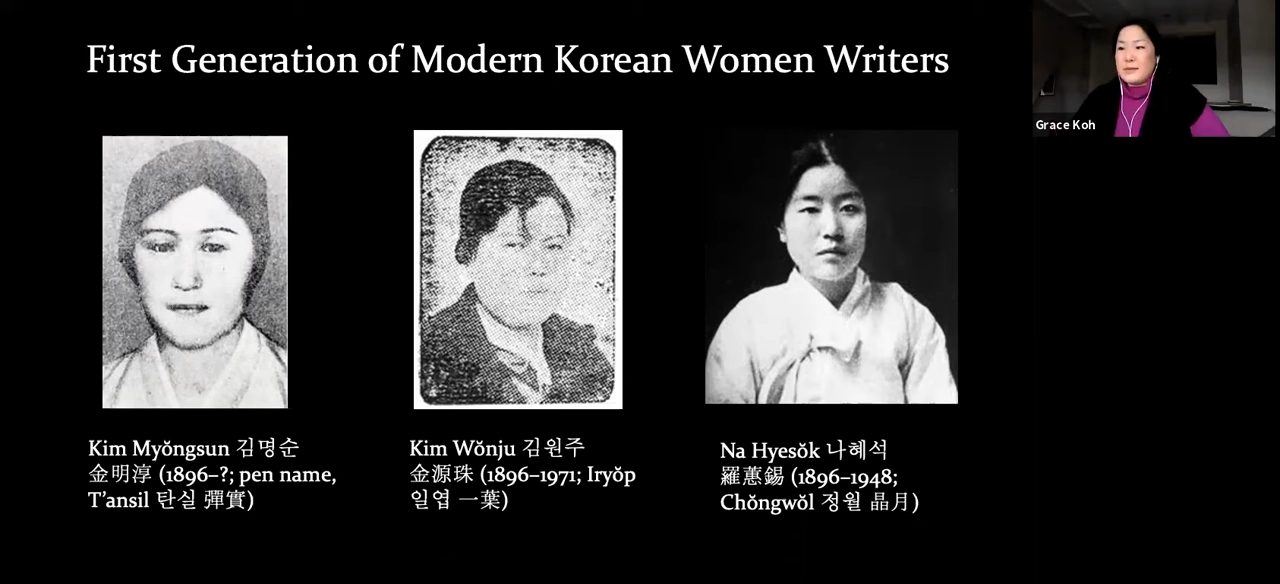 First Generation of Modern Korean Women Writers
Grace Koh
Kim Myŏngsun 김명순
金明淳 (1896–?; pen name,
T'ansil 탄실 彈實)
Kim Wŏnju 김원주
金源珠 (1896–1971; Iryŏp
일엽 一葉)
Na Hyesŏk 나혜석
羅蕙錫 (1896–1948;
Chŏngwŏl 정월 晶月)